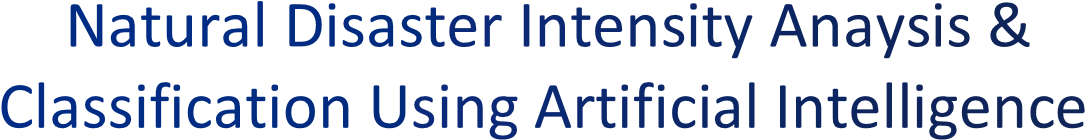 Natural Disaster Intensity Anaysis &
Classification Using Artificial Intelligence